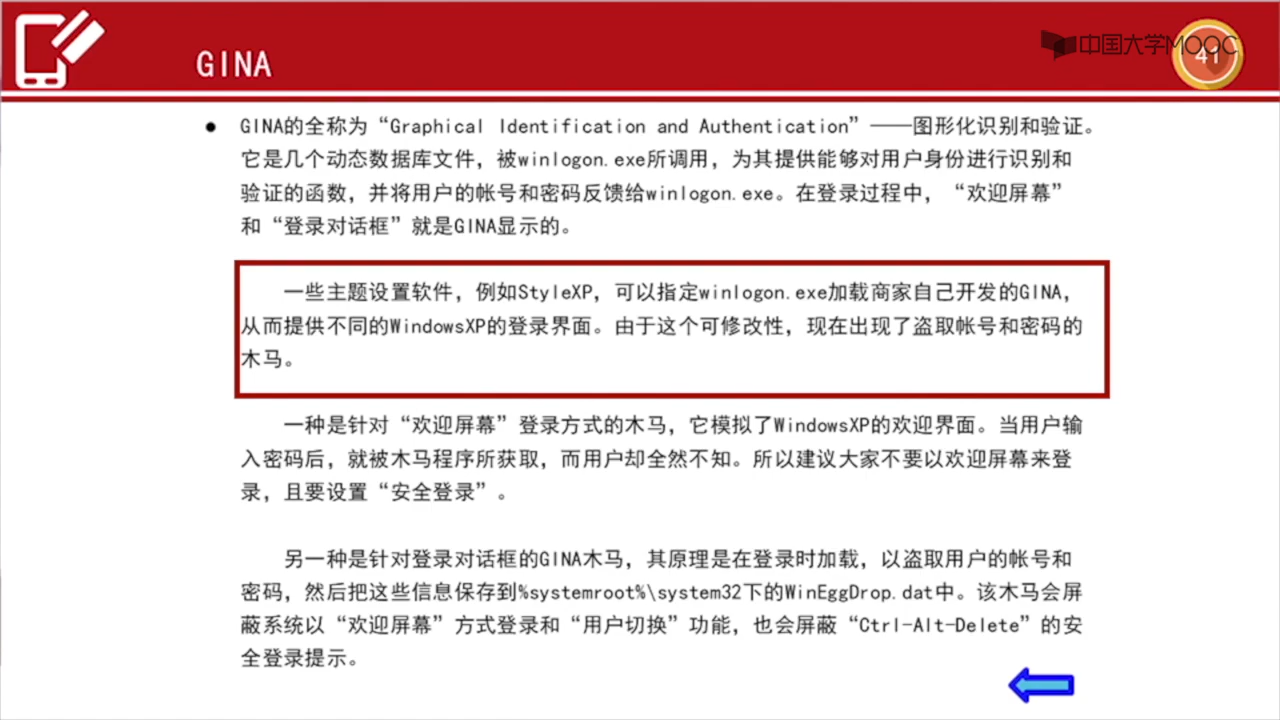 GINA
中国大学MOOC
41
● GINA的全称为“Graphical Identification and Authentication”——图形化识别和验证。
它是几个动态数据库文件，被winlogon.exe所调用，为其提供能够对用户身份进行识别和
验证的函数，并将用户的帐号和密码反馈给winlogon.exe。在登录过程中，“欢迎屏幕”
和“登录对话框”就是GINA显示的。
一些主题设置软件，例如StyleXP，可以指定winlogon.exe加载商家自己开发的GINA，
从而提供不同的WindowsXP的登录界面。由于这个可修改性，现在出现了盗取帐号和密码的
木马。
一种是针对“欢迎屏幕”登录方式的木马，它模拟了WindowsXP的欢迎界面。当用户输
入密码后，就被木马程序所获取，而用户却全然不知。所以建议大家不要以欢迎屏幕来登
录，且要设置“安全登录”。
另一种是针对登录对话框的GINA木马，其原理是在登录时加载，以盗取用户的帐号和
密码，然后把这些信息保存到%systemroot%\system32下的WinEggDrop.dat中。该木马会屏
蔽系统以“欢迎屏幕”方式登录和“用户切换”功能，也会屏蔽“Ctrl-Alt-Delete”的安
全登录提示。